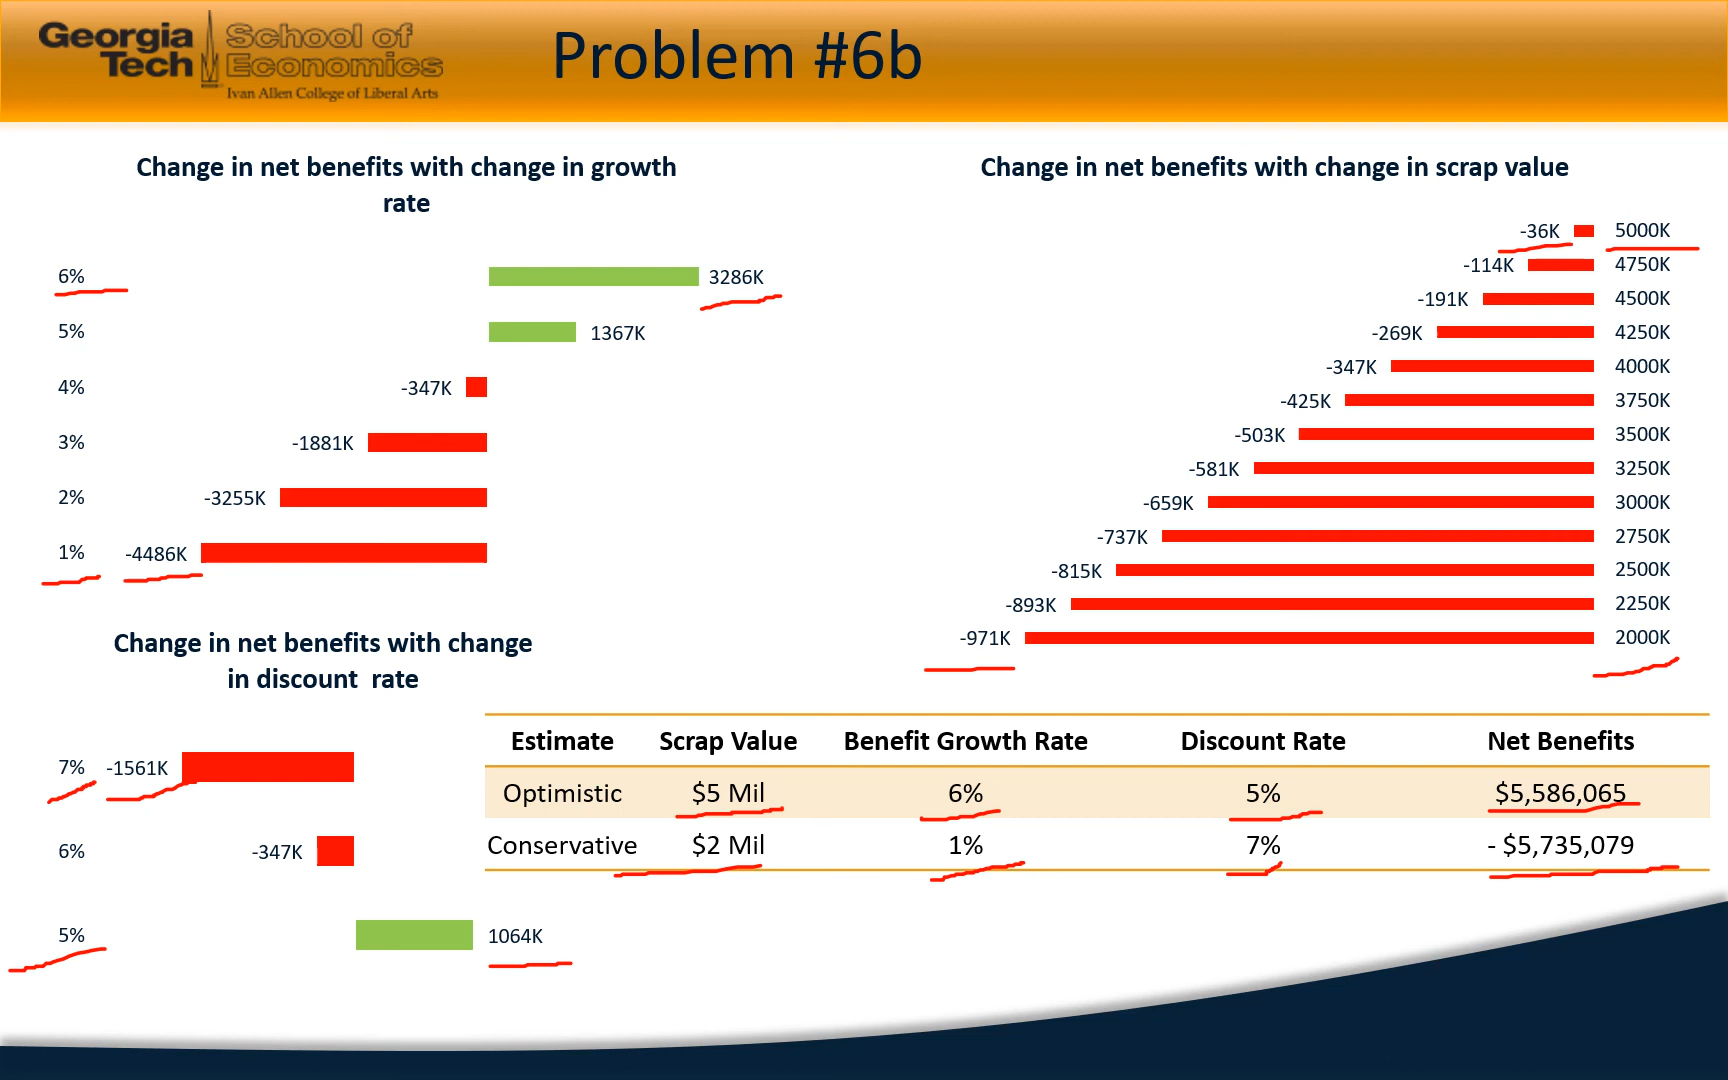 Georgia Tech
School of Economics
Ivan Allen College of Liberal Arts
Problem #6b
Change in net benefits with change in growth
rate
6% 3286K
5% 1367K
4% -347K
3% -1881K
2% -3255K
1% -4486K
Change in net benefits with change in scrap value
-36K 5000K
-114K 4750K
-191K 4500K
-269K 4250K
-347K 4000K
-425K 3750K
-503K 3500K
-581K 3250K
-659K 3000K
-737K 2750K
-815K 2500K
-893K 2250K
-971K 2000K
Change in net benefits with change
in discount rate
7% -1561K
6% -347K
5% 1064K
Estimate Scrap Value Benefit Growth Rate Discount Rate Net Benefits
Optimistic $5 Mil 6% 5% $5,586,065
Conservative $2 Mil 1% 7% - $5,735,079